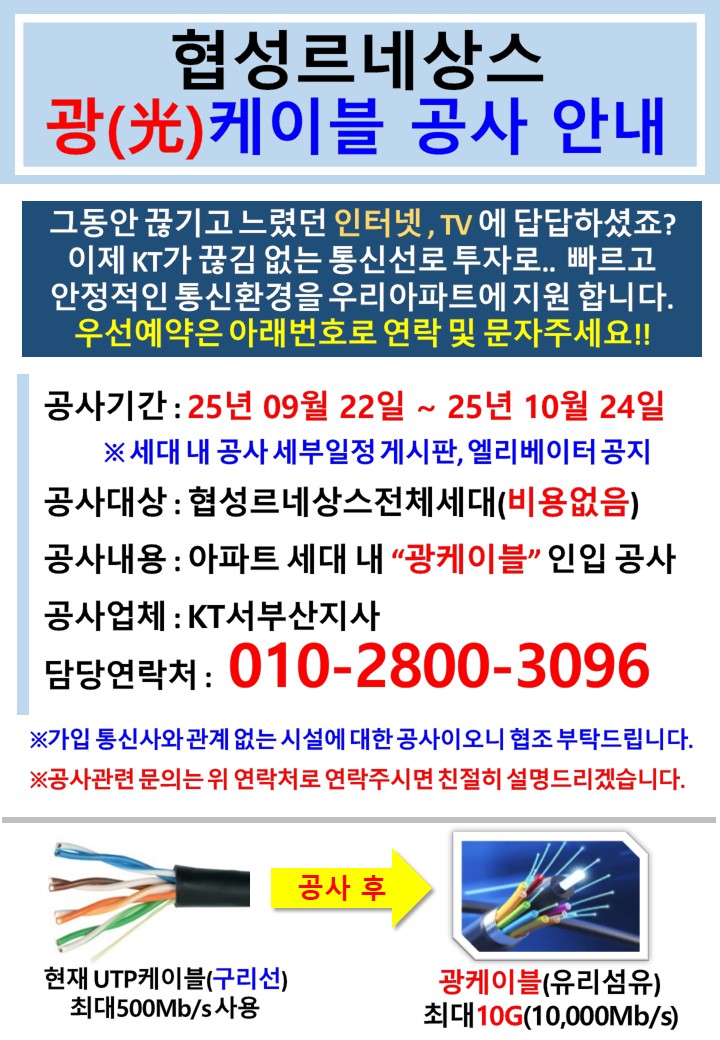 협성르네상스
광(光)케이블 공사 안내
그동안 끊기고 느렸던 인터넷, TV 에 답답하셨죠?
이제 KT가 끊김 없는 통신선로 투자로.. 빠르고
안정적인 통신환경을 우리아파트에 지원 합니다.
우선예약은 아래번호로 연락 및 문자주세요!!
공사기간 : 25년 09월 22일 ~ 25년 10월 24일
※ 세대 내 공사 세부일정 게시판, 엘리베이터 공지
공사대상 : 협성르네상스전체세대(비용없음)
공사내용 : 아파트 세대 내 “광케이블” 인입 공사
공사업체 : KT서부산지사
담당연락처 : 010-2800-3096
※가입 통신사와 관계 없는 시설에 대한 공사이오니 협조 부탁드립니다.
※공사관련 문의는 위 연락처로 연락주시면 친절히 설명드리겠습니다.
공사 후
현재 UTP케이블(구리선)
최대500Mb/s 사용
광케이블(유리섬유)
최대10G(10,000Mb/s)